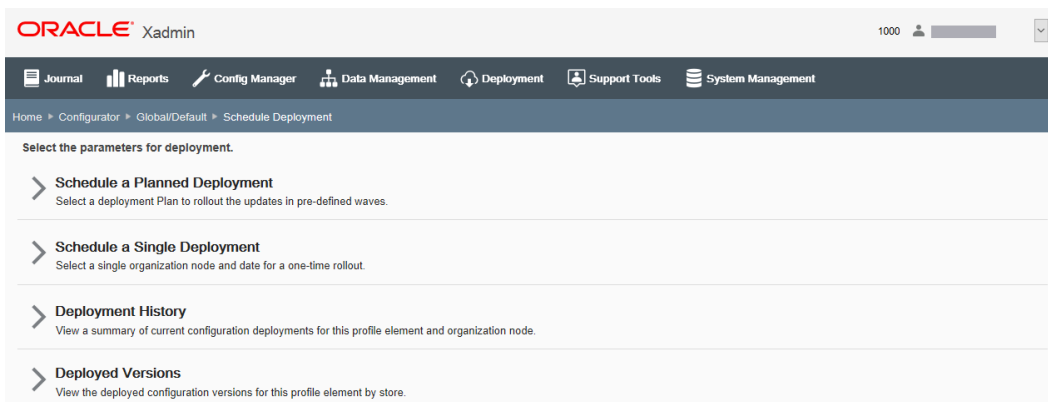 ORACLE Xadmin
1000
Journal Reports Config Manager Data Management Deployment Support Tools System Management
Home Configurator Global/Default Schedule Deployment
Select the parameters for deployment.
Schedule a Planned Deployment
Select a deployment Plan to rollout the updates in pre-defined waves.
Schedule a Single Deployment
Select a single organization node and date for a one-time rollout.
Deployment History
View a summary of current configuration deployments for this profile element and organization node.
Deployed Versions
View the deployed configuration versions for this profile element by store.